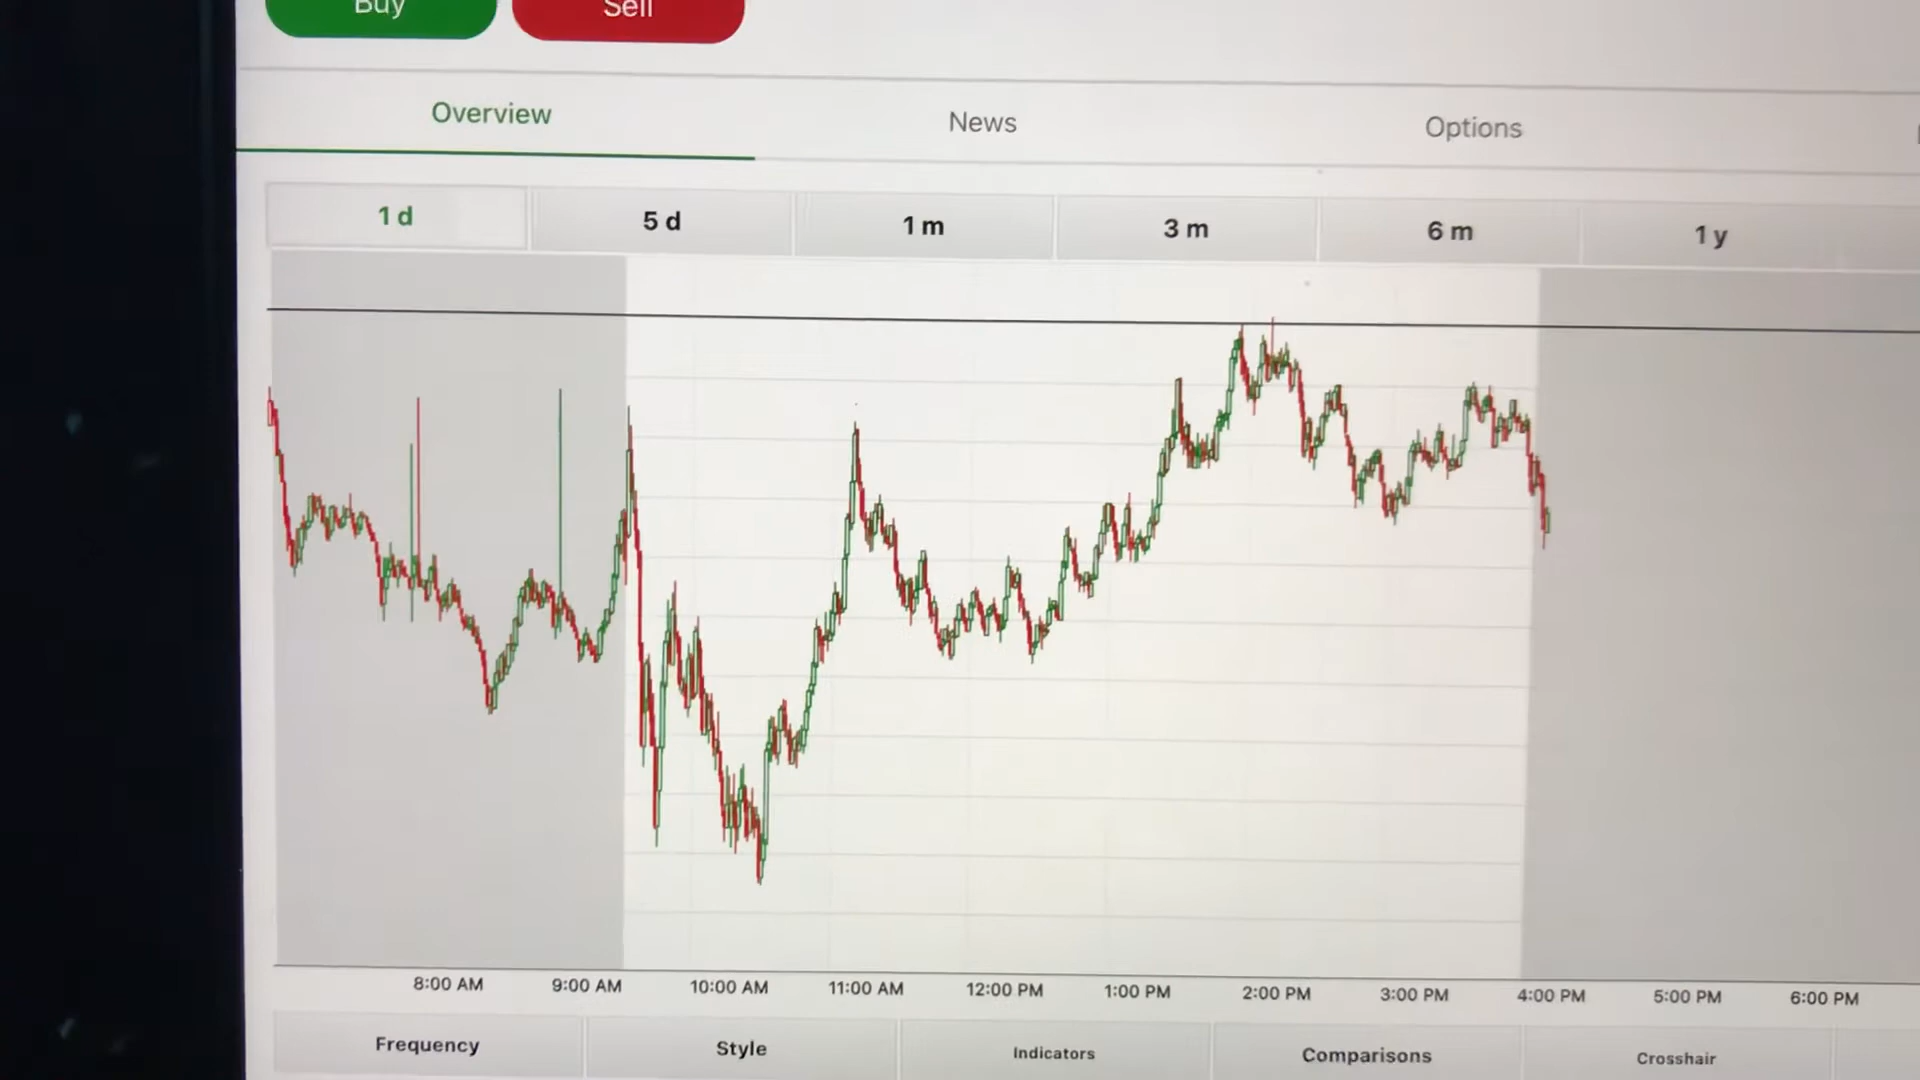 Buy Sell
Overview News Options
1 d 5 d 1 m 3 m 6 m 1 y
8:00 AM 9:00 AM 10:00 AM 11:00 AM 12:00 PM 1:00 PM 2:00 PM 3:00 PM 4:00 PM 5:00 PM 6:00 PM
Frequency Style Indicators Comparisons Crosshair